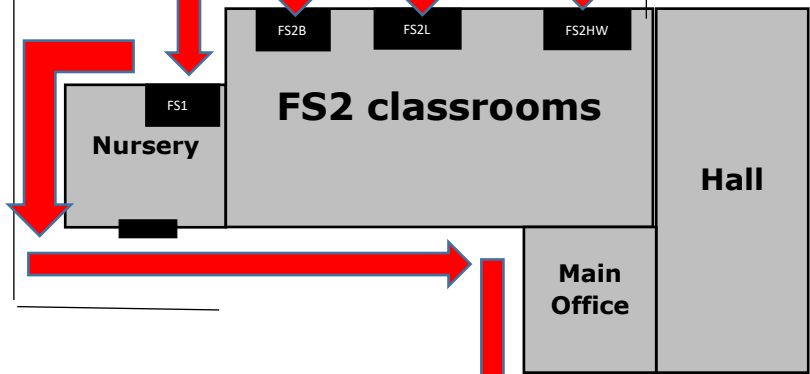 FS2B
FS2L
FS2HW
FS1
FS2 classrooms
Nursery
Hall
Main
Office